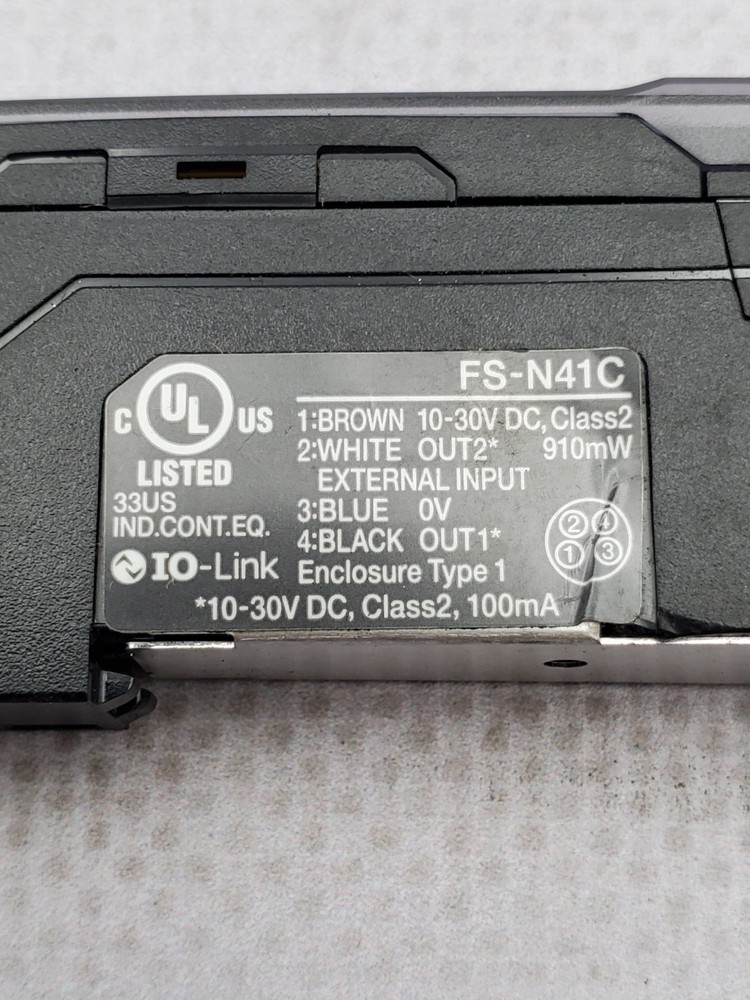 FS-N41C
C UL US
LISTED
33US
IND.CONT.EQ.
IO-Link
1:BROWN 10-30V DC, Class2
2:WHITE OUT2* 910mW
EXTERNAL INPUT
3:BLUE 0V
4:BLACK OUT1*
Enclosure Type 1
2 4
1 3
*10-30V DC, Class2, 100mA